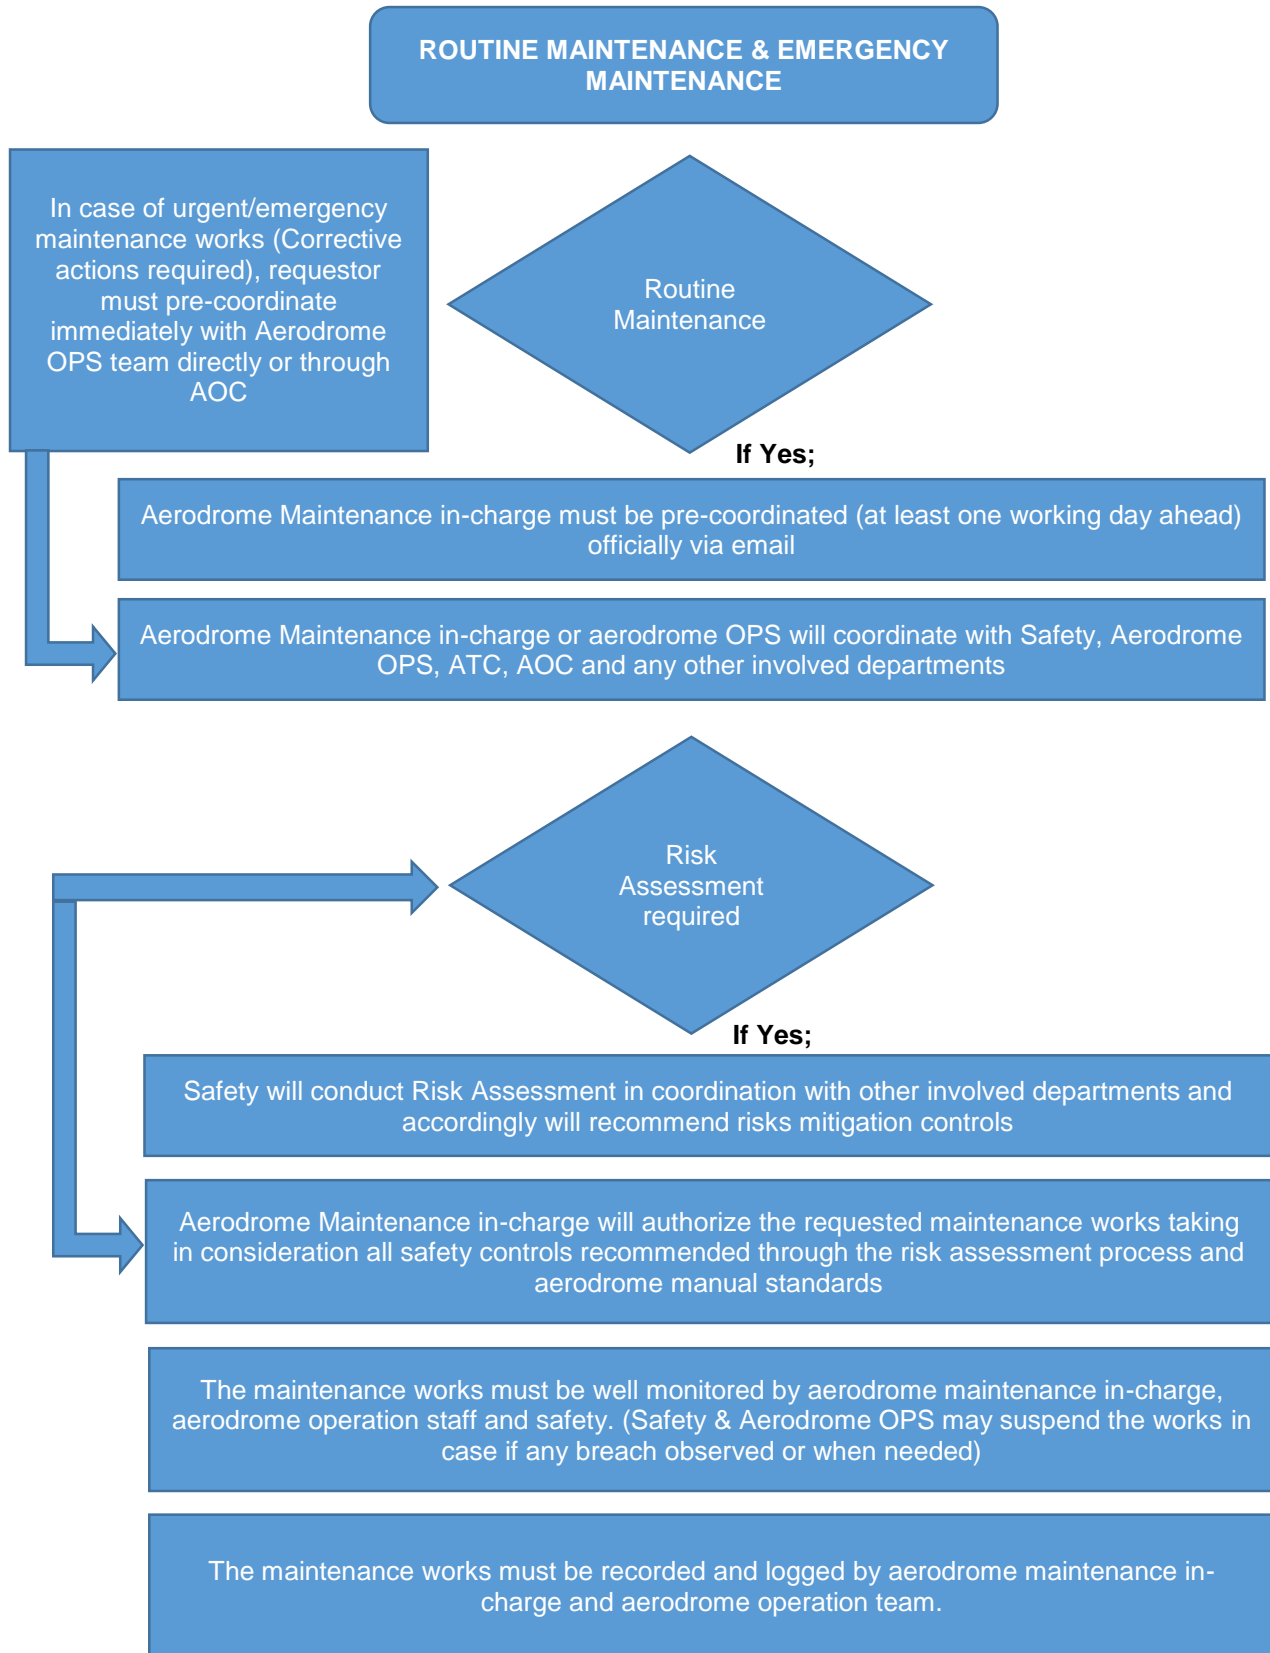 ROUTINE MAINTENANCE & EMERGENCY
MAINTENANCE
In case of urgent/emergency
maintenance works (Corrective
actions required), requestor
must pre-coordinate
immediately with Aerodrome
OPS team directly or through
AOC
Routine
Maintenance
If Yes;
Aerodrome Maintenance in-charge must be pre-coordinated (at least one working day ahead)
officially via email
Aerodrome Maintenance in-charge or aerodrome OPS will coordinate with Safety, Aerodrome
OPS, ATC, AOC and any other involved departments
Risk
Assessment
required
If Yes;
Safety will conduct Risk Assessment in coordination with other involved departments and
accordingly will recommend risks mitigation controls
Aerodrome Maintenance in-charge will authorize the requested maintenance works taking
in consideration all safety controls recommended through the risk assessment process and
aerodrome manual standards
The maintenance works must be well monitored by aerodrome maintenance in-charge,
aerodrome operation staff and safety. (Safety & Aerodrome OPS may suspend the works in
case if any breach observed or when needed)
The maintenance works must be recorded and logged by aerodrome maintenance in-
charge and aerodrome operation team.